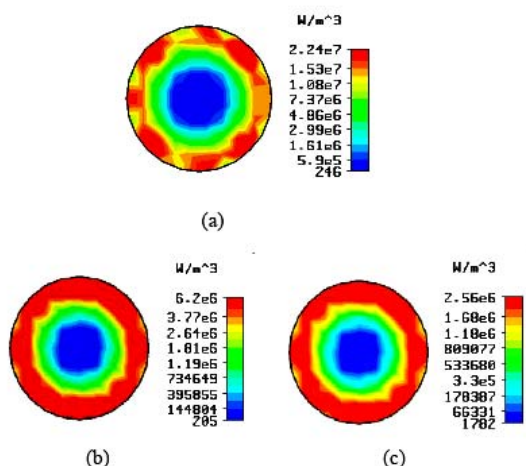 W/m^3
2.24e7
1.53e7
1.08e7
7.37e6
4.86e6
2.99e6
1.61e6
5.9e5
246
(a)
W/m^3
6.2e6
3.77e6
2.64e6
1.81e6
1.19e6
734649
395855
144804
205
(b)
W/m^3
2.56e6
1.68e6
1.18e6
809077
533680
3.3e5
178387
66331
1782
(c)